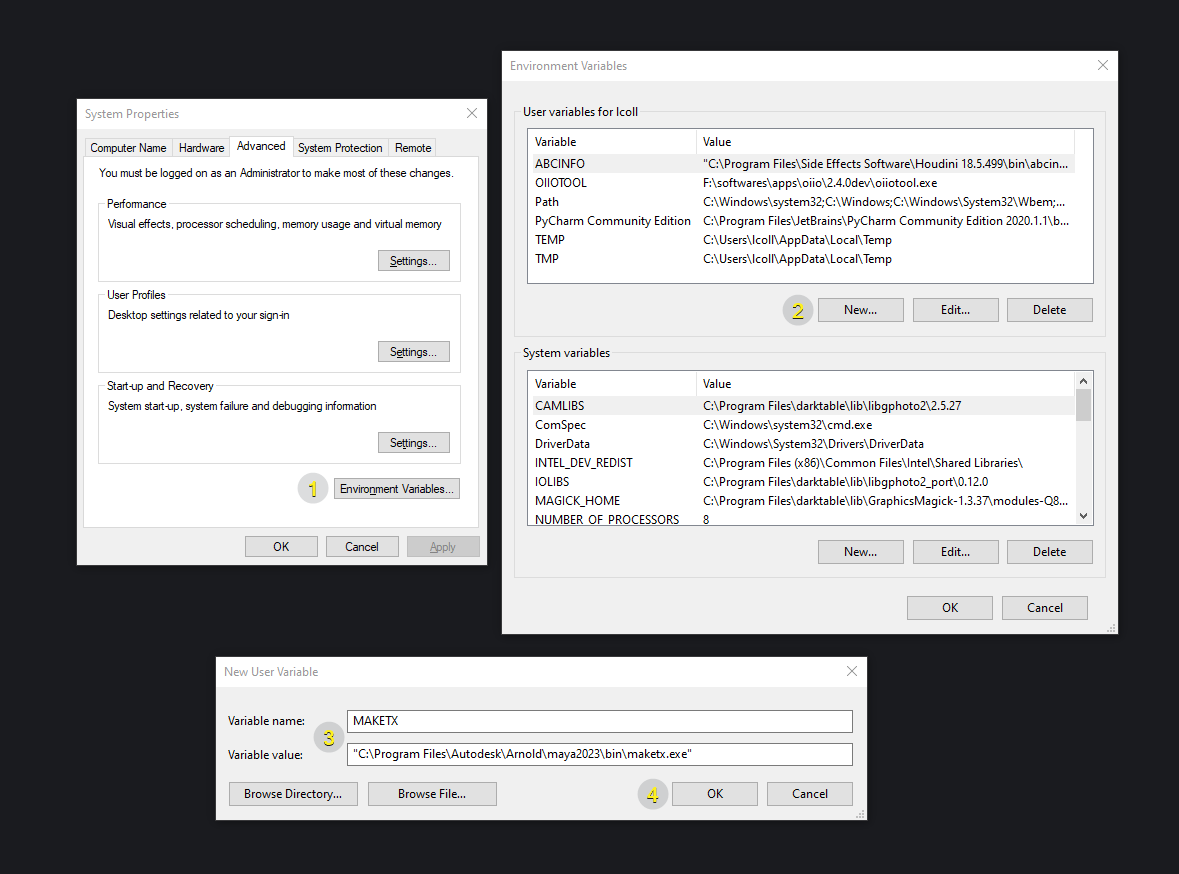 System Properties
Computer Name Hardware Advanced System Protection Remote
You must be logged on as an Administrator to make most of these changes.
Performance
Visual effects, processor scheduling, memory usage and virtual memory
Settings...
User Profiles
Desktop settings related to your sign-in
Settings...
Start-up and Recovery
System start-up, system failure and debugging information
Settings...
1 Environment Variables...
OK Cancel Apply
Environment Variables
User variables for lcoll
Variable Value
ABCINFO "C:\Program Files\Side Effects Software\Houdini 18.5.499\bin\abcin...
OIIOTOOL F:\softwares\apps\oiio\2.4.0dev\oiiotool.exe
Path C:\Windows\system32;C:\Windows;C:\Windows\System32\Wbem;...
PyCharm Community Edition C:\Program Files\JetBrains\PyCharm Community Edition 2020.1.1\b...
TEMP C:\Users\lcoll\AppData\Local\Temp
TMP C:\Users\lcoll\AppData\Local\Temp
2 New... Edit... Delete
System variables
Variable Value
CAMLIBS C:\Program Files\darktable\lib\libgphoto2\2.5.27
ComSpec C:\Windows\system32\cmd.exe
DriverData C:\Windows\System32\Drivers\DriverData
INTEL_DEV_REDIST C:\Program Files (x86)\Common Files\Intel\Shared Libraries\
IOLIBS C:\Program Files\darktable\lib\libgphoto2_port\0.12.0
MAGICK_HOME C:\Program Files\darktable\lib\GraphicsMagick-1.3.37\modules-Q8...
NUMBER_OF_PROCESSORS 8
New... Edit... Delete
OK Cancel
New User Variable
Variable name: MAKETX
3
Variable value: "C:\Program Files\Autodesk\Arnold\maya2023\bin\maketx.exe"
Browse Directory... Browse File... 4 OK Cancel